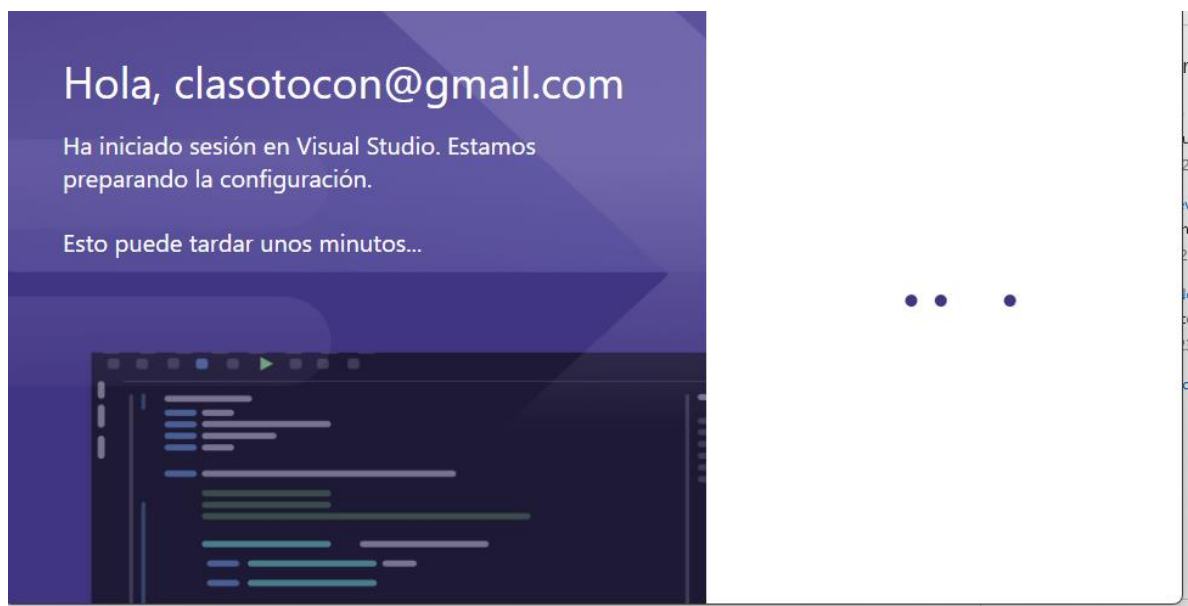 Hola, clasotocon@gmail.com
Ha iniciado sesión en Visual Studio. Estamos
preparando la configuración.
Esto puede tardar unos minutos...